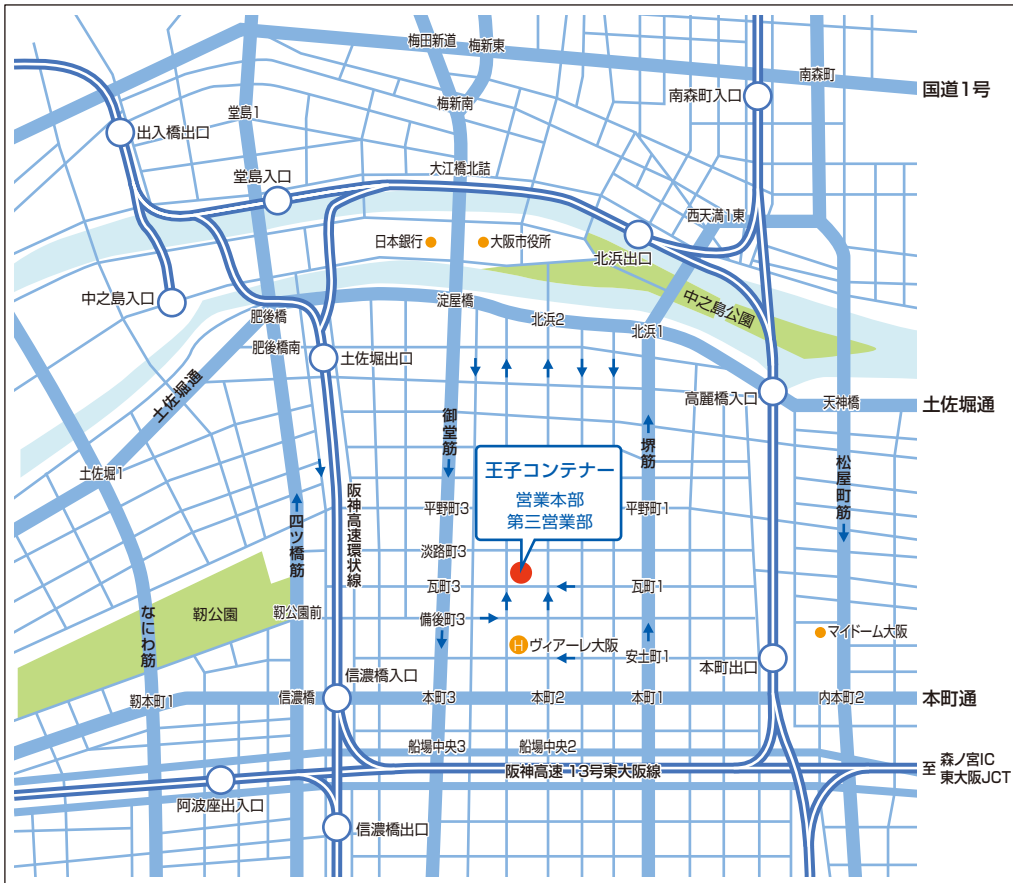 梅田新道
梅新東
南森町
国道1号
南森町入口
梅新南
堂島1
出入橋出口
大江橋北詰
堂島入口
西天満1東
日本銀行
大阪市役所
北浜出口
中之島入口
中之島公園
淀屋橋
肥後橋
北浜2
北浜1
肥後橋南
土佐堀出口
土佐堀通
高麗橋入口
天神橋
土佐堀通
御堂筋
堺筋
王子コンテナー
営業本部
第三営業部
松屋町筋
土佐堀1
阪神高速環状線
四ツ橋筋
平野町3
平野町1
淡路町3
瓦町3
瓦町1
靭公園
靭公園前
なにわ筋
備後町3
マイドーム大阪
H
ヴィアーレ大阪
安土町1
本町出口
信濃橋入口
靭本町1
信濃橋
本町3
本町2
本町1
内本町2
本町通
船場中央3
船場中央2
阪神高速 13号東大阪線
至 森ノ宮IC
東大阪JCT
阿波座出入口
信濃橋出口